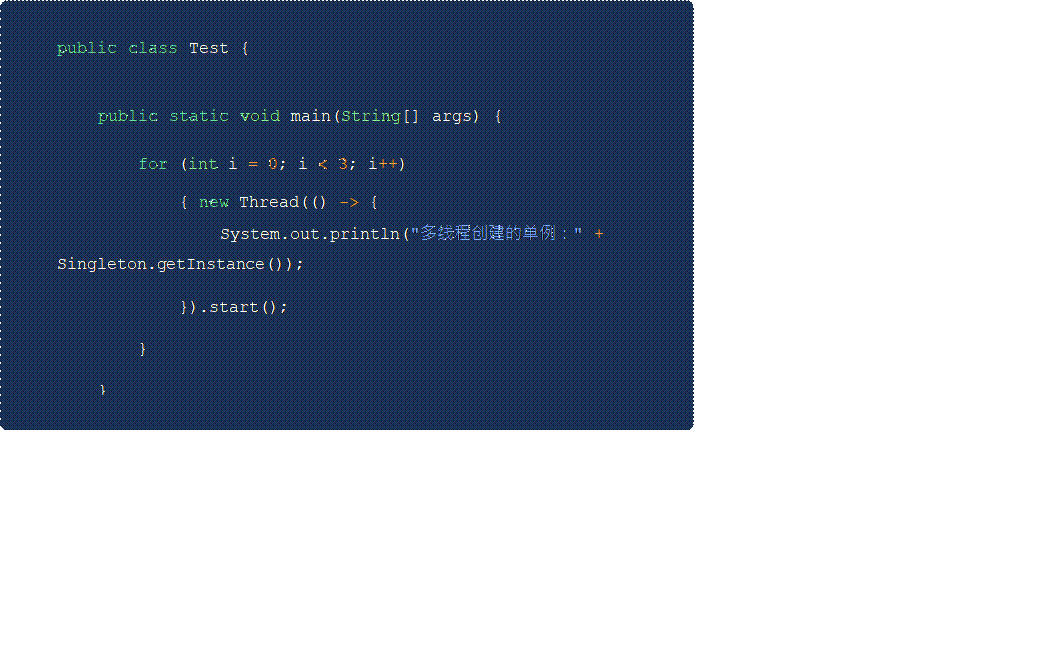 public class Test {
public static void main(String[] args) {
for (int i = 0; i < 3; i++)
{ new Thread(() -> {
System.out.println("多线程创建的单例：" +
Singleton.getInstance());
}).start();
}
}